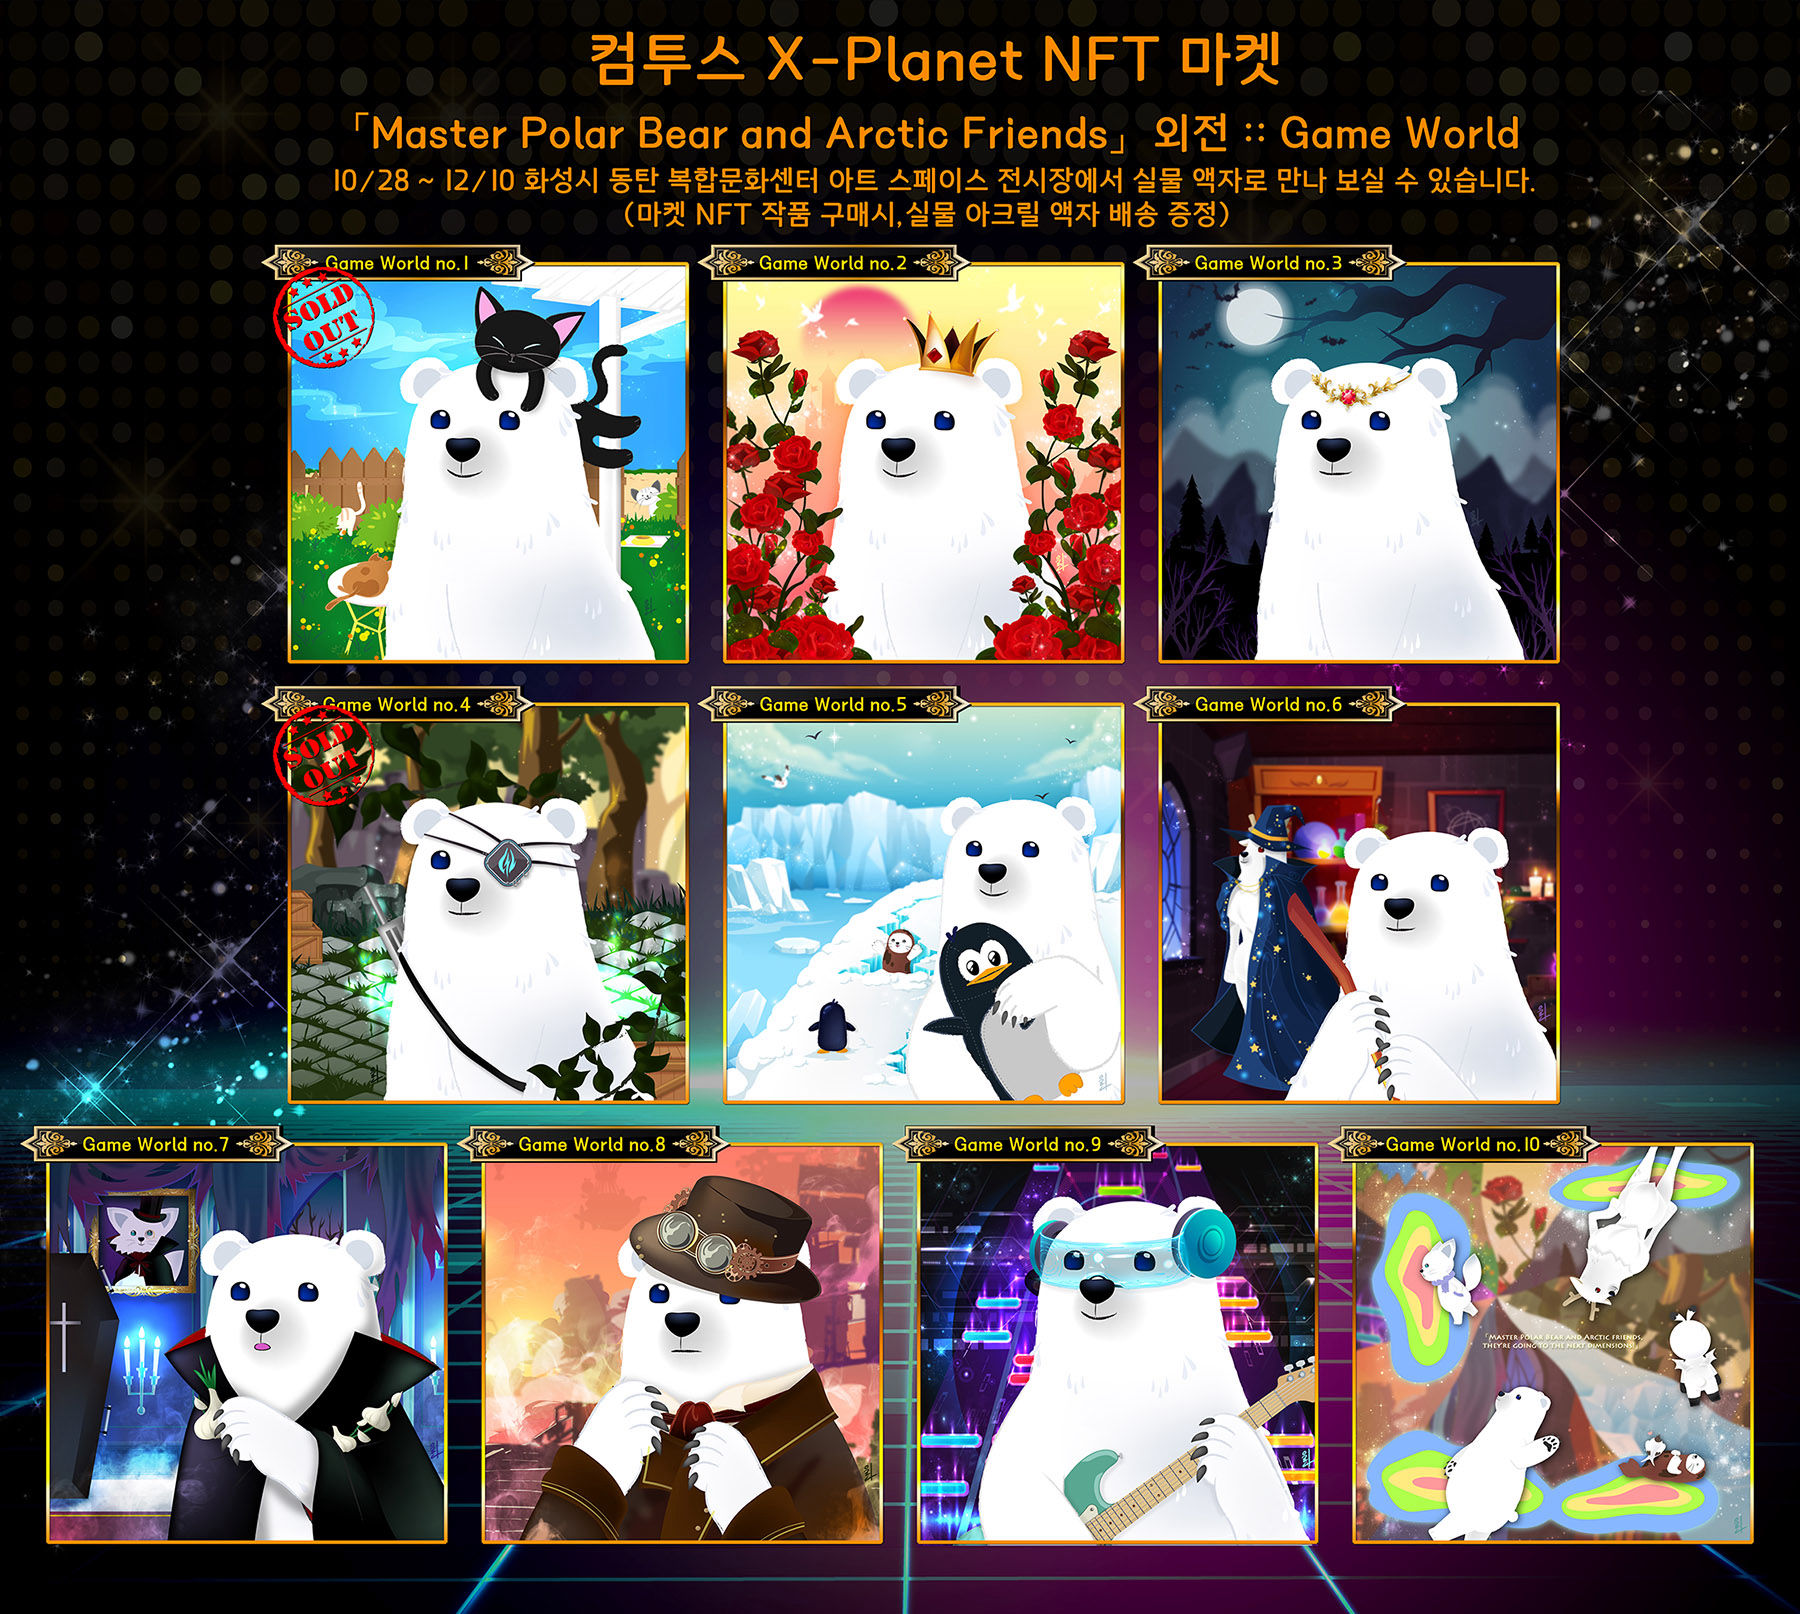 컴투스 X-Planet NFT 마켓
「Master Polar Bear and Arctic Friends」 외전 :: Game World
10/28 ~ 12/10 화성시 동탄 복합문화센터 아트 스페이스 전시장에서 실물 액자로 만나 보실 수 있습니다.
(마켓 NFT 작품 구매시,실물 아크릴 액자 배송 증정)
Game World no.1
SOLD
OUT
Game World no.2
Game World no.3
Game World no.4
SOLD
OUT
Game World no.5
Game World no.6
Game World no.7
Game World no.8
Game World no.9
Game World no.10
「MASTER POLAR BEAR AND ARCTIC FRIENDS,
THEY'RE GOING TO THE NEXT DIMENSIONS!」